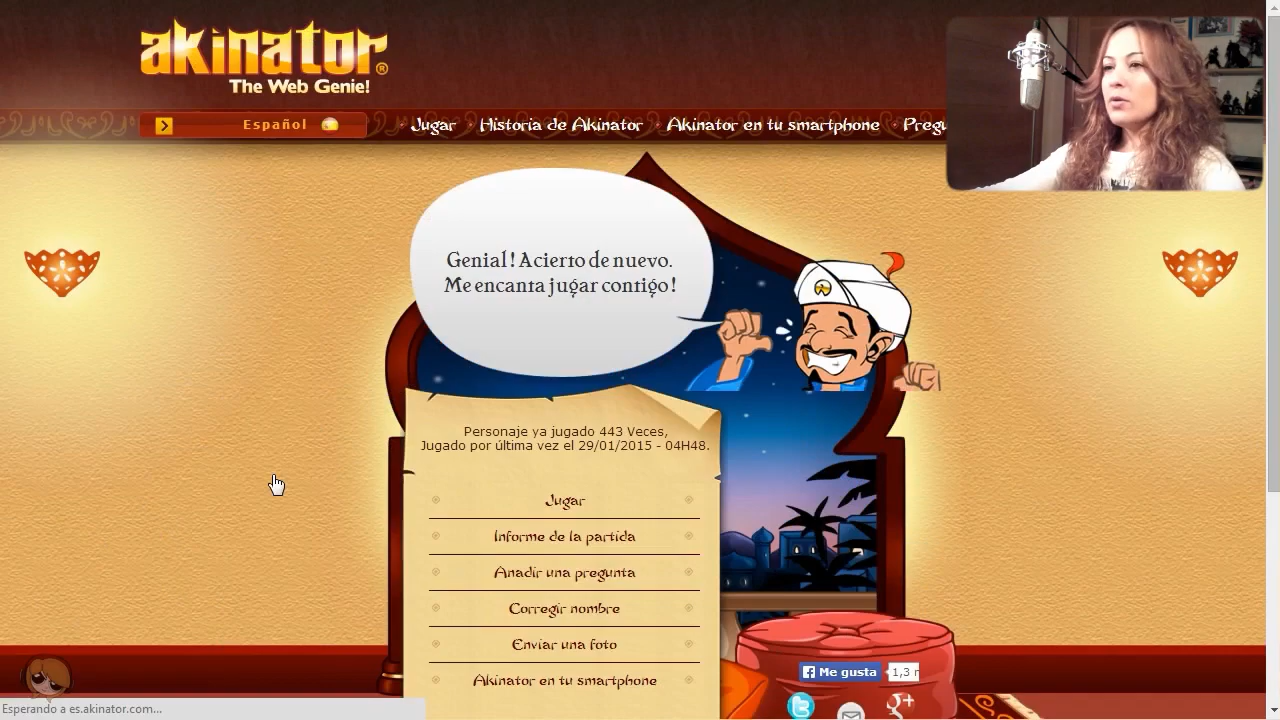 akinator®
The Web Genie!
Español
Jugar
Historia de Akinator
Akinator en tu smartphone
Genial! Acierto de nuevo.
Me encanta jugar contigo!
Personaje ya jugado 443 Veces,
Jugado por última vez el 29/01/2015 - 04H48.
Jugar
Informe de la partida
Anadir una pregunta
Corregir nombre
Enviar una foto
Akinator en tu smartphone
Me gusta
Esperando a es.akinator.com...